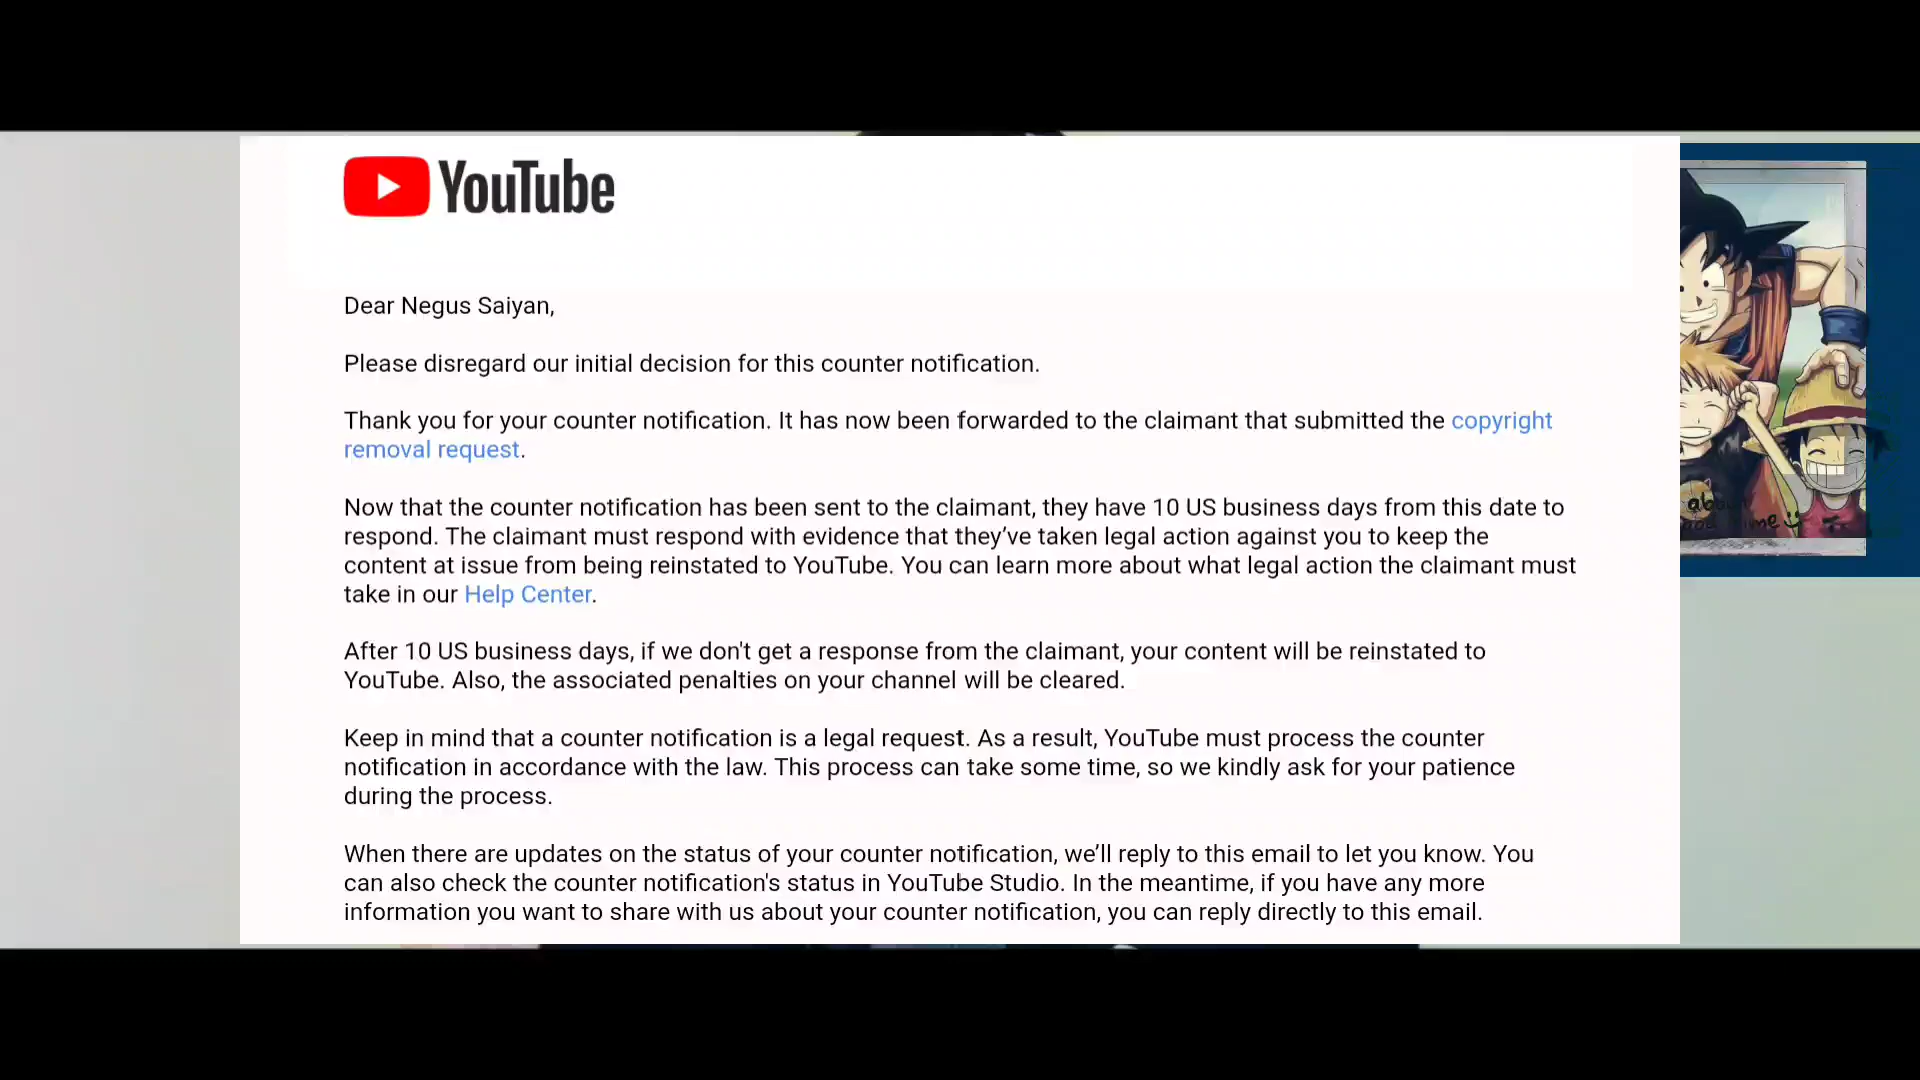 YouTube
Dear Negus Saiyan,
Please disregard our initial decision for this counter notification.
Thank you for your counter notification. It has now been forwarded to the claimant that submitted the copyright
removal request.
Now that the counter notification has been sent to the claimant, they have 10 US business days from this date to
respond. The claimant must respond with evidence that they’ve taken legal action against you to keep the
content at issue from being reinstated to YouTube. You can learn more about what legal action the claimant must
take in our Help Center.
After 10 US business days, if we don't get a response from the claimant, your content will be reinstated to
YouTube. Also, the associated penalties on your channel will be cleared.
Keep in mind that a counter notification is a legal request. As a result, YouTube must process the counter
notification in accordance with the law. This process can take some time, so we kindly ask for your patience
during the process.
When there are updates on the status of your counter notification, we’ll reply to this email to let you know. You
can also check the counter notification's status in YouTube Studio. In the meantime, if you have any more
information you want to share with us about your counter notification, you can reply directly to this email.